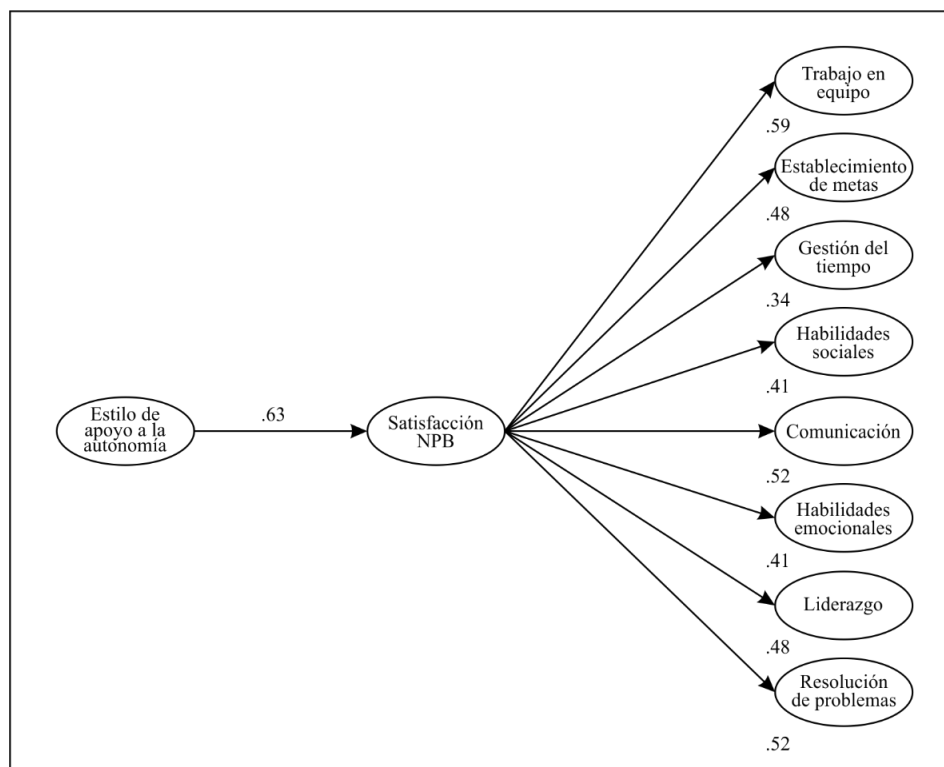 Trabajo en
equipo
.59
Establecimiento
de metas
.48
Gestión del
tiempo
.34
Habilidades
sociales
.41
Estilo de
apoyo a la
autonomía
.63
Satisfacción
NPB
Comunicación
.52
Habilidades
emocionales
.41
Liderazgo
.48
Resolución
de problemas
.52